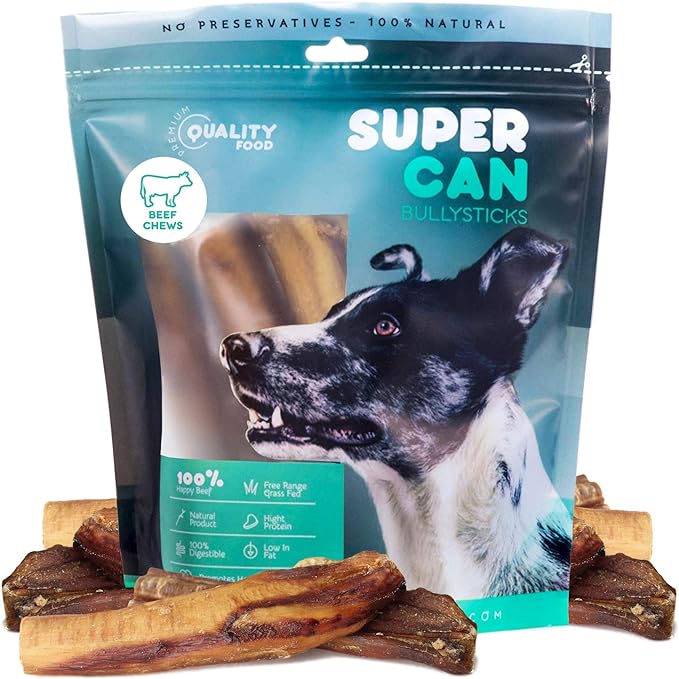 NO PRESERVATIVES - 100% NATURAL
PREMIUM
QUALITY
FOOD
SUPER
CAN
BULLYSTICKS
BEEF
CHEWS
100%
Happy Beef
Free Range
Grass Fed
Natural
Product
Hight
Protein
100%
Digestible
Low In
Fat